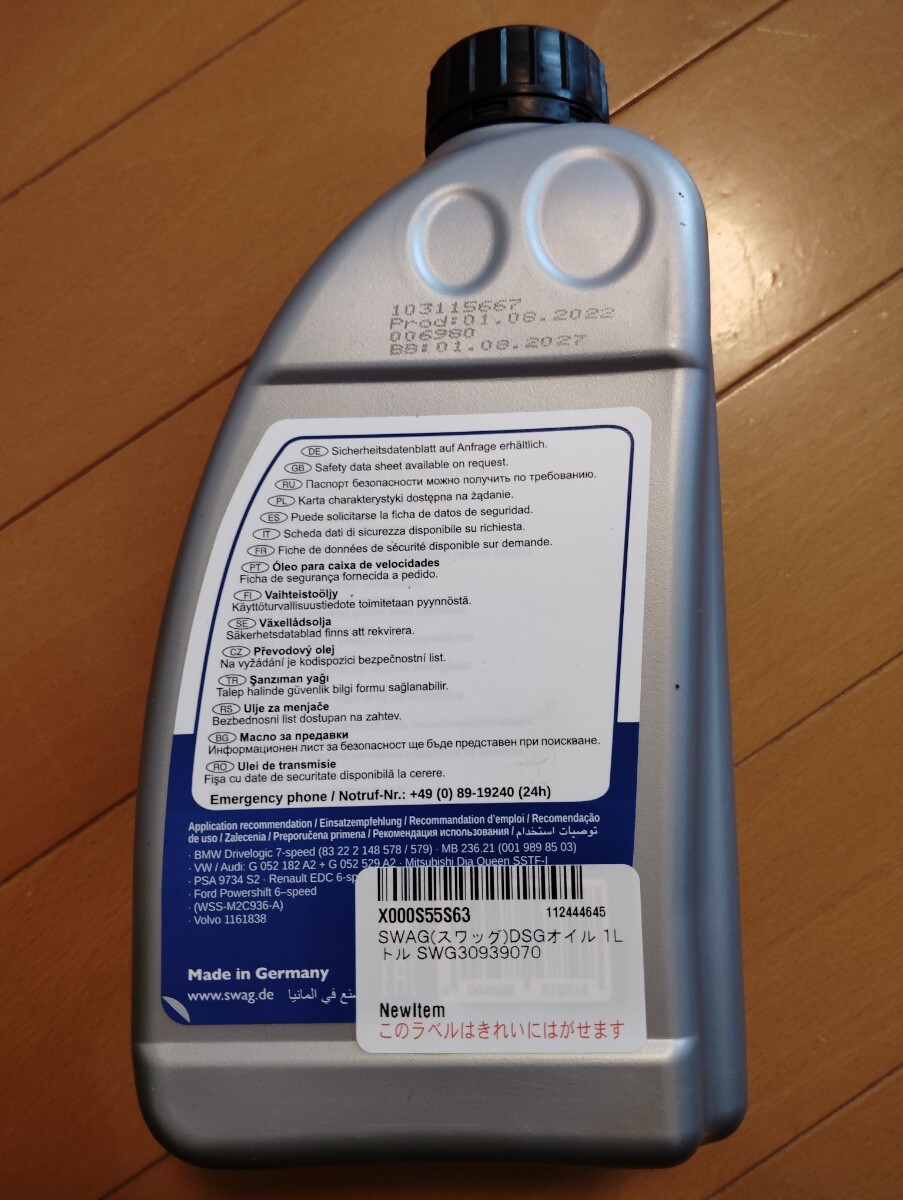 103115667
Prod:01.08.2022
006980
BB:01.08.2027
DE Sicherheitsdatenblatt auf Anfrage erhältlich.
GB Safety data sheet available on request.
RU Паспорт безопасности можно получить по требованию.
PL Karta charakterystyki dostępna na żądanie.
ES Puede solicitarse la ficha de datos de seguridad.
IT Scheda dati di sicurezza disponibile su richiesta.
FR Fiche de données de sécurité disponible sur demande.
PT Óleo para caixa de velocidades
Ficha de segurança fornecida a pedido.
FI Vaihteistoöljy
Käyttöturvallisuustiedote toimitetaan pyynnöstä.
SE Växellådsolja
Säkerhetsdatablad finns att rekvirera.
CZ Převodový olej
Na vyžádání je kodispozici bezpečnostní list.
TR Şanzıman yağı
Talep halinde güvenlik bilgi formu sağlanabilir.
RS Ulje za menjače
Bezbednosni list dostupan na zahtev.
BG Масло за предавки
Информационен лист за безопасност ще бъде представен при поискване.
RO Ulei de transmisie
Fişa cu date de securitate disponibilă la cerere.
Emergency phone / Notruf-Nr.: +49 (0) 89-19240 (24h)
Application recommendation / Einsatzempfehlung / Recommandation d'emploi / Recomendação
de uso / Zalecenia / Preporučena primena / Рекомендация использования / توصيات استخدام
· BMW Drivelogic 7-speed (83 22 2 148 578 / 579) · MB 236.21 (001 989 85 03)
· VW / Audi: G 052 182 A2 + G 052 529 A2 · Mitsubishi Dia Queen SSTF-I
· PSA 9734 S2 · Renault EDC 6-sp
· Ford Powershift 6–speed
· (WSS-M2C936-A)
· Volvo 1161838
Made in Germany
www.swag.de صنع في المانيا
X000S55S63 112444645
SWAG(スワッグ)DSGオイル 1L
トル SWG30939070
NewItem
このラベルはきれいにはがせます